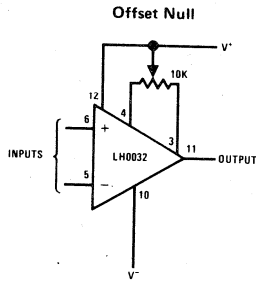 Offset Null
V+
10K
12
4
3
6
+
LH0032
11
OUTPUT
INPUTS
5
−
10
V−